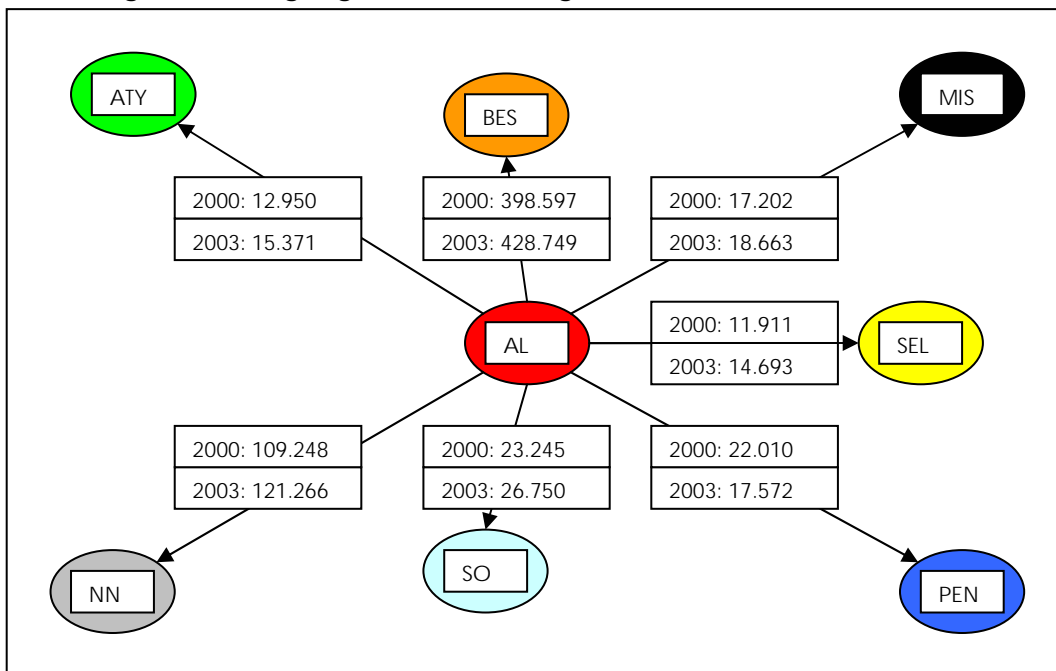 ATY
BES
MIS
2000: 12.950
2003: 15.371
2000: 398.597
2003: 428.749
2000: 17.202
2003: 18.663
AL
2000: 11.911
2003: 14.693
SEL
2000: 109.248
2003: 121.266
2000: 23.245
2003: 26.750
2000: 22.010
2003: 17.572
NN
SO
PEN